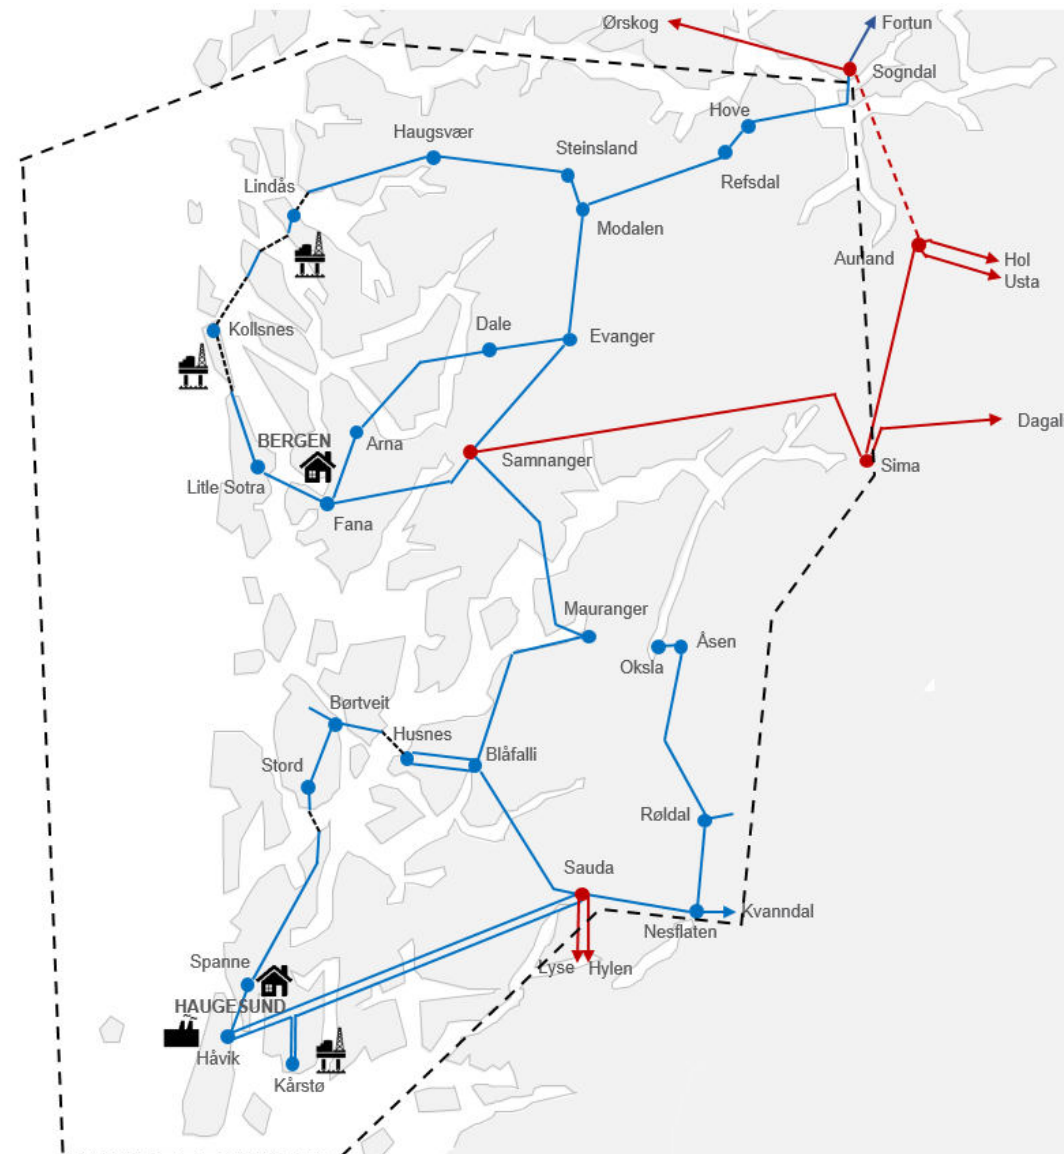 Ørskog
Fortun
Sogndal
Hove
Haugsvær
Steinsland
Refsdal
Lindås
Modalen
Aurland
Hol
Usta
Kollsnes
Dale
Evanger
BERGEN
Arna
Samnanger
Dagal
Sima
Litle Sotra
Fana
Mauranger
Oksla
Åsen
Børtveit
Husnes
Blåfalli
Stord
Røldal
Sauda
Kvanndal
Nesflaten
Lyse
Hylen
Spanne
HAUGESUND
Håvik
Kårstø